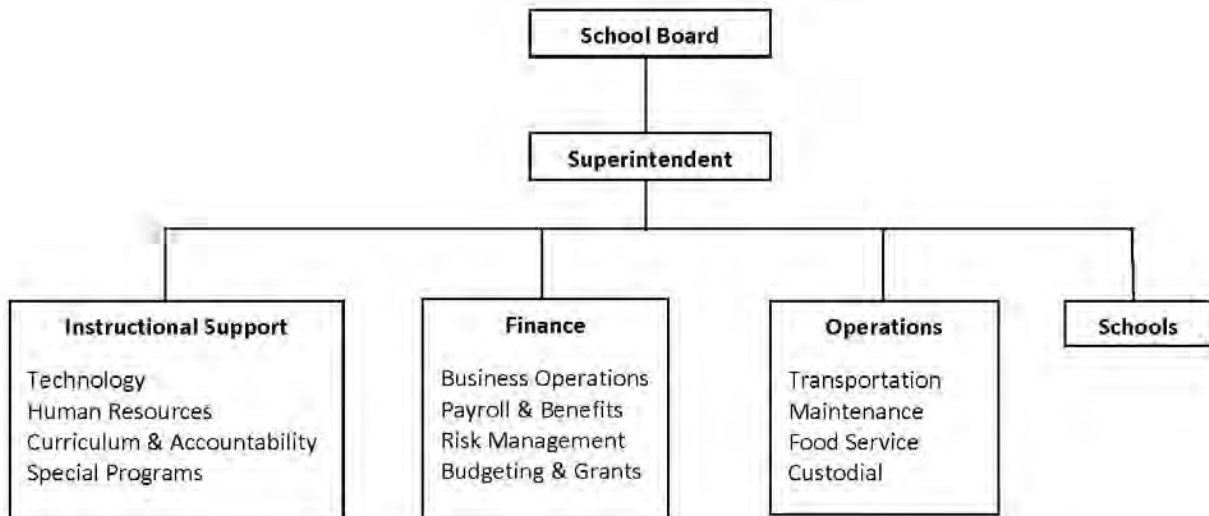 School Board
Superintendent
Instructional Support
Technology
Human Resources
Curriculum & Accountability
Special Programs
Finance
Business Operations
Payroll & Benefits
Risk Management
Budgeting & Grants
Operations
Transportation
Maintenance
Food Service
Custodial
Schools